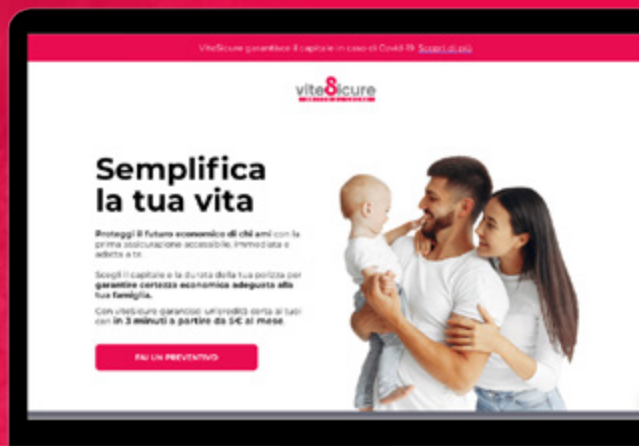 ViteSicure garantisce il capitale in caso di Covid-19. Scopri di più
vite8icure
Semplifica
la tua vita
Proteggi il futuro economico di chi ami con la
prima assicurazione accessibile, immediata e
adatta a te.
Scegli il capitale e la durata della tua polizza per
garantire certezza economica adeguata alla
tua famiglia.
Con viteSicure garantisci un'eredità certa ai tuoi
cari in 3 minuti a partire da 5€ al mese.
FAI UN PREVENTIVO